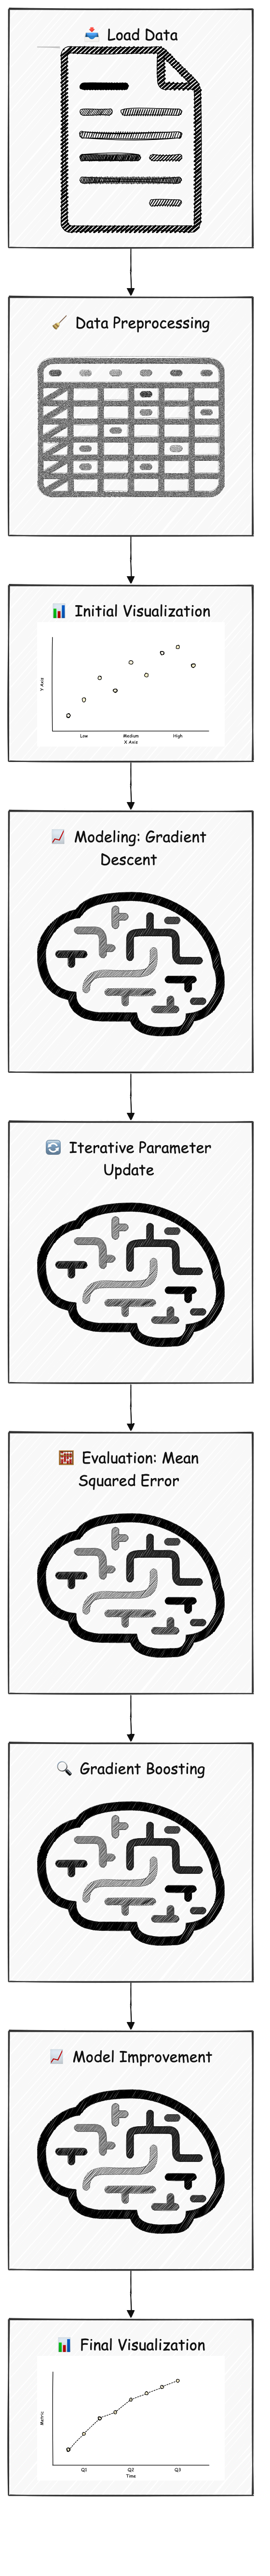 📥 Load Data
🧹 Data Preprocessing
📊 Initial Visualization
Y Axis
Low Medium High
X Axis
📈 Modeling: Gradient
Descent
🔄 Iterative Parameter
Update
🧮 Evaluation: Mean
Squared Error
🔍 Gradient Boosting
📈 Model Improvement
📊 Final Visualization
Metric
Q1 Q2 Q3
Time